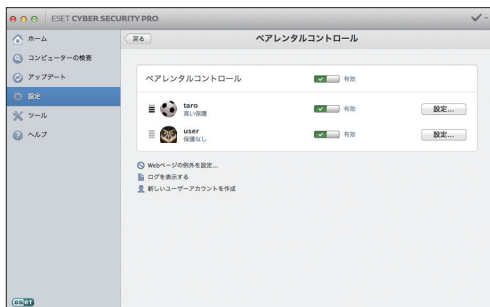 ESET CYBER SECURITY PRO
ホーム
コンピューターの検査
アップデート
設定
ツール
ヘルプ
戻る
ペアレンタルコントロール
ペアレンタルコントロール
有効
taro
高い保護
有効
設定...
user
保護なし
有効
設定...
Webページの例外を設定...
ログを表示する
新しいユーザーアカウントを作成
eset